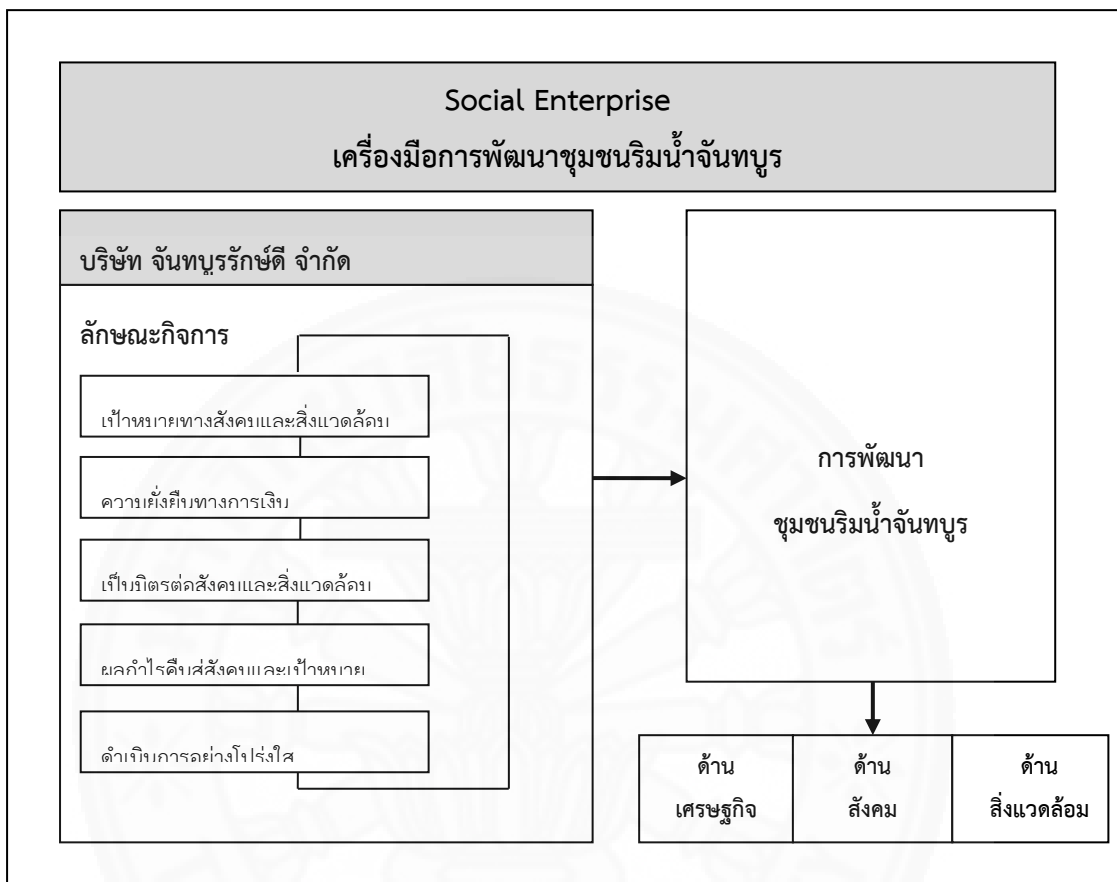 Social Enterprise
เครื่องมือการพัฒนาชุมชนริมน้ำจันทบูร
บริษัท จันทบูรรักษ์ดี จำกัด
ลักษณะกิจการ
เป้าหมายทางสังคมและสิ่งแวดล้อม
ความยั่งยืนทางการเงิน
เป็นมิตรต่อสังคมและสิ่งแวดล้อม
ผลกำไรคืนสู่สังคมและเป้าหมาย
ดำเนินการอย่างโปร่งใส
การพัฒนา
ชุมชนริมน้ำจันทบูร
ด้าน
เศรษฐกิจ
ด้าน
สังคม
ด้าน
สิ่งแวดล้อม